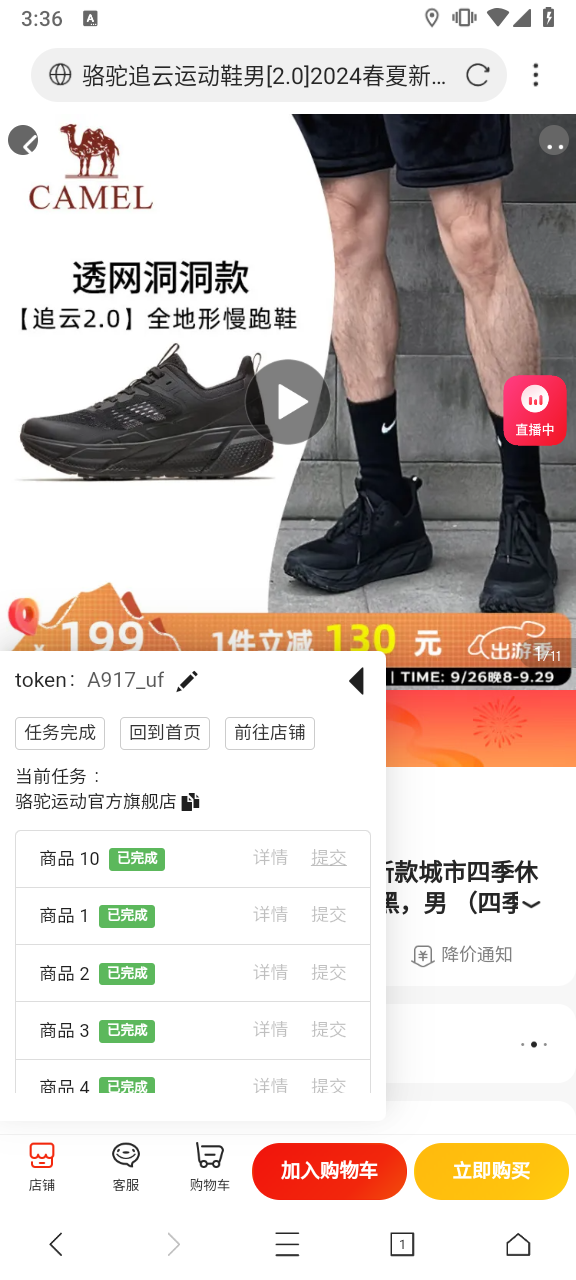 3:36
A
骆驼追云运动鞋男[2.0]2024春夏新...
CAMEL
透网洞洞款
【追云2.0】全地形慢跑鞋
直播中
¥199
1件立减130元
出游季
1/11
| TIME: 9/26晚8-9.29
token: A917_uf
任务完成
回到首页
前往店铺
当前任务：
骆驼运动官方旗舰店
商品 10 已完成 详情 提交
商品 1 已完成 详情 提交
商品 2 已完成 详情 提交
商品 3 已完成 详情 提交
商品 4 已完成 详情 提交
新款城市四季休
黑，男 （四季
降价通知
店铺
客服
购物车
加入购物车
立即购买
1